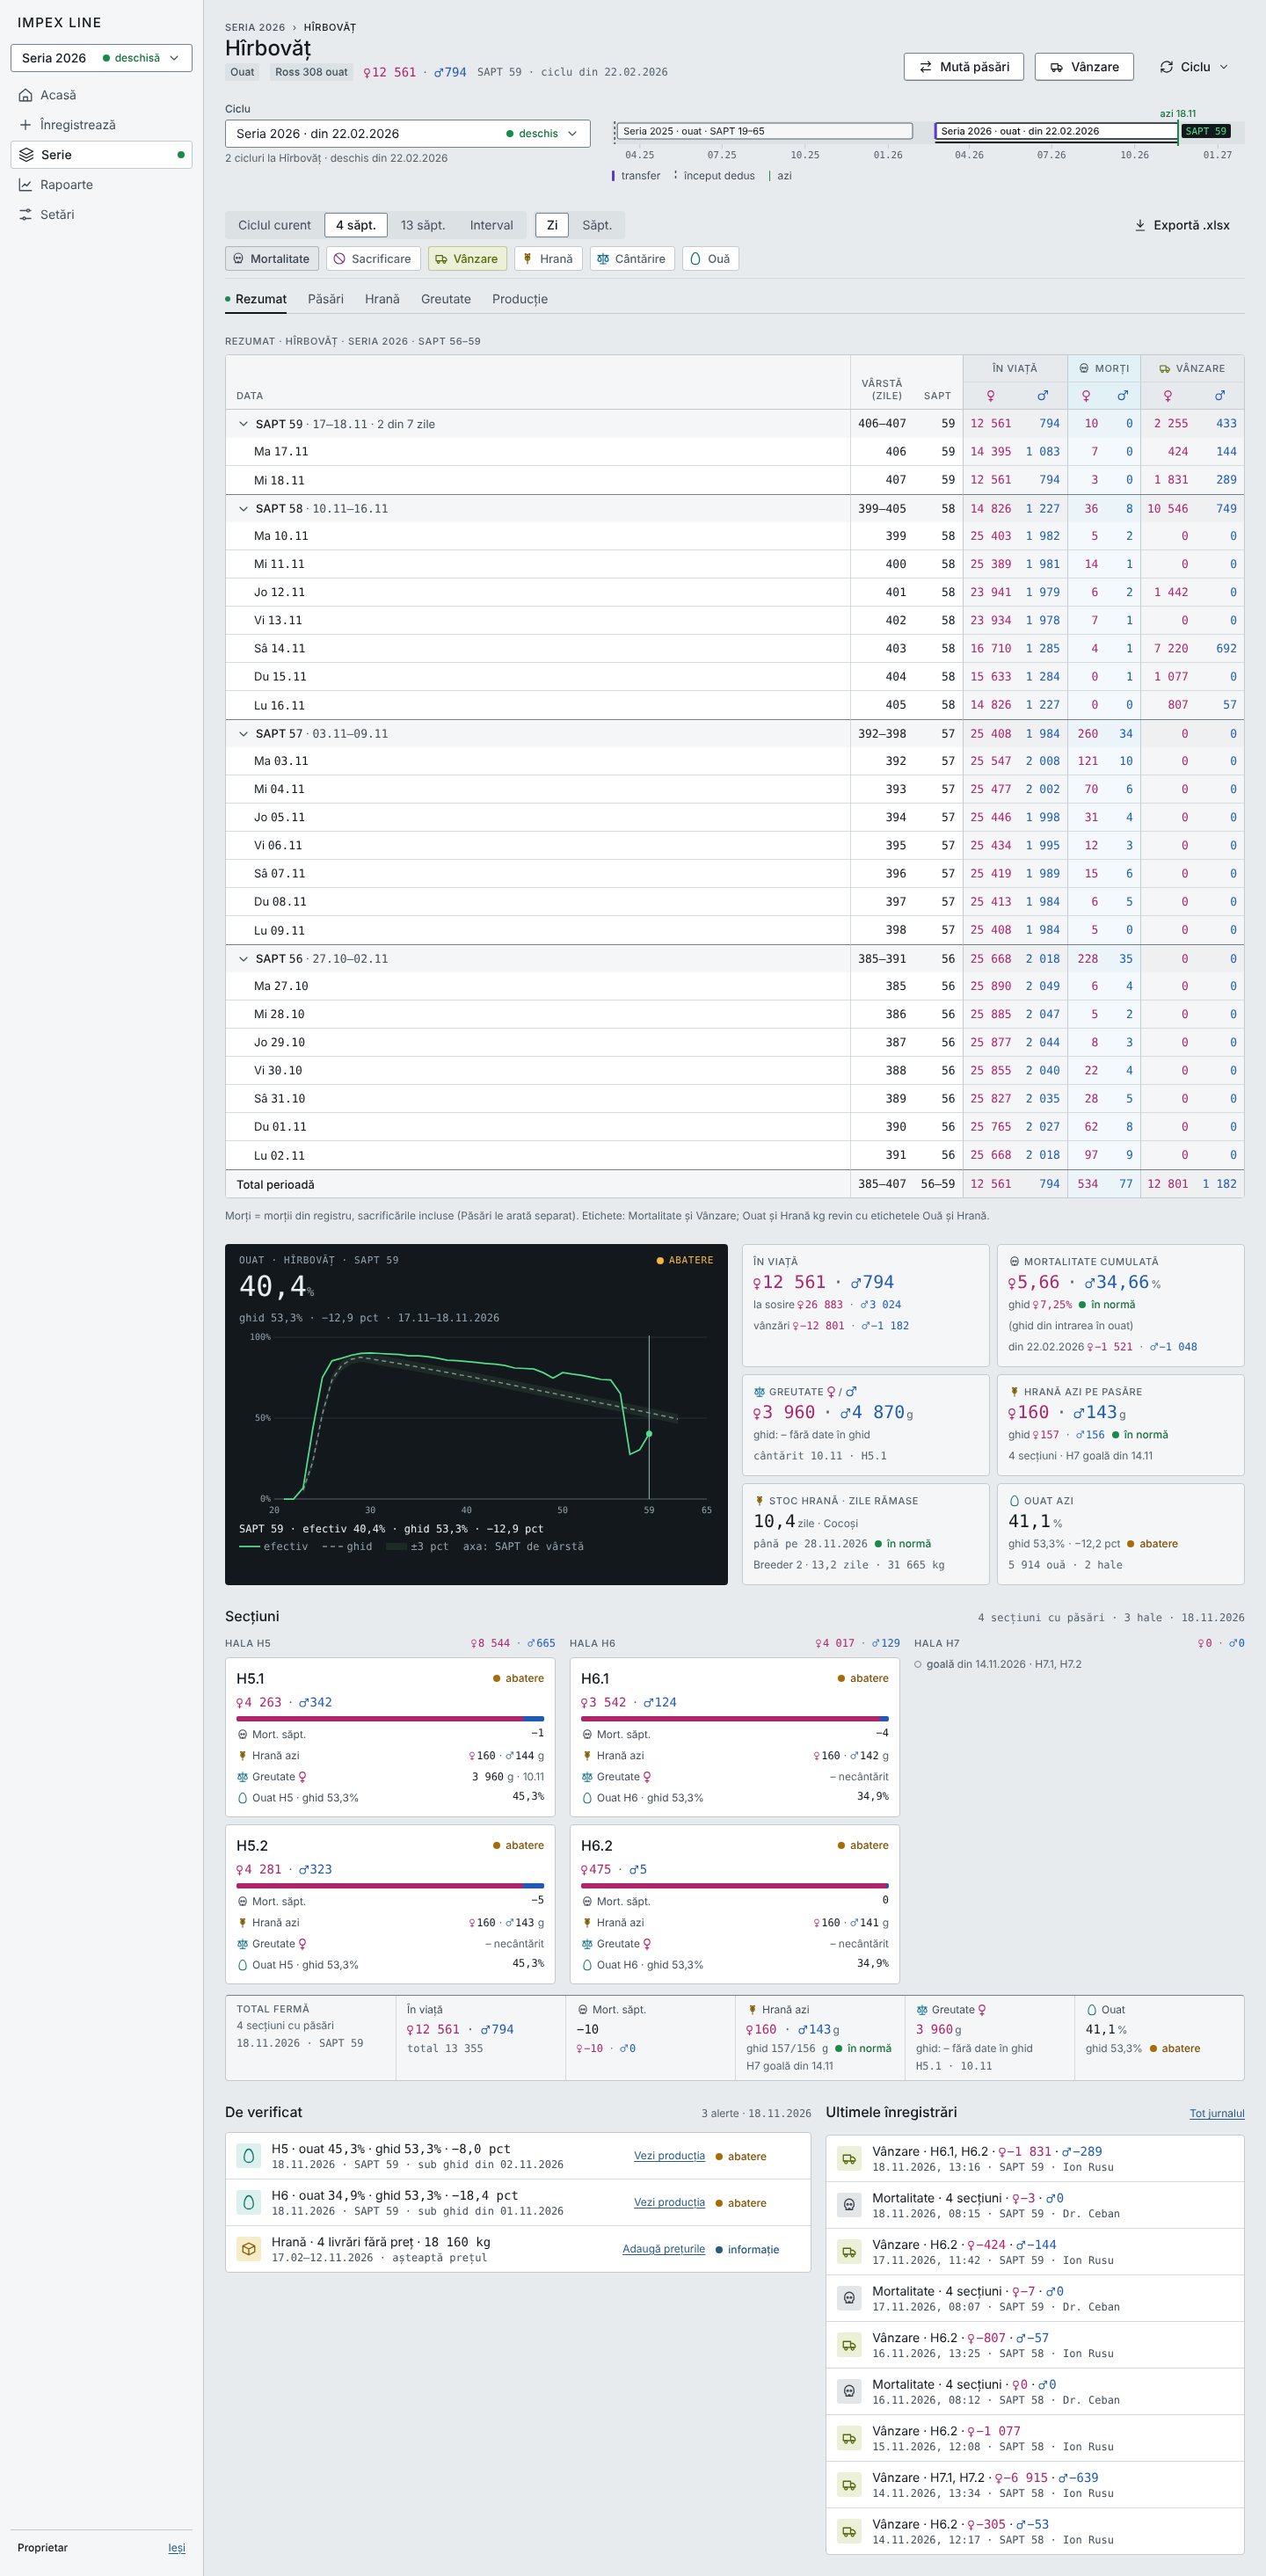 IMPEX LINE
Seria 2026 deschisă
Acasă
Înregistrează
Serie
Rapoarte
Setări
SERIA 2026 › HÎRBOVĂȚ
Hîrbovăț
Ouat Ross 308 ouat ♀12 561 · ♂794 SAPT 59 · ciclu din 22.02.2026
Mută păsări Vânzare Ciclu
Ciclu
Seria 2026 · din 22.02.2026 deschis
2 cicluri la Hîrbovăț · deschis din 22.02.2026
azi 18.11
Seria 2025 · ouat · SAPT 19–65 Seria 2026 · ouat · din 22.02.2026 SAPT 59
04.25 07.25 10.25 01.26 04.26 07.26 10.26 01.27
transfer început dedus azi
Ciclul curent 4 săpt. 13 săpt. Interval Zi Săpt. Exportă .xlsx
Mortalitate Sacrificare Vânzare Hrană Cântărire Ouă
Rezumat Păsări Hrană Greutate Producție
REZUMAT · HÎRBOVĂȚ · SERIA 2026 · SAPT 56–59
DATA VÂRSTĂ (ZILE) SAPT ÎN VIAȚĂ MORȚI VÂNZARE
♀ ♂ ♀ ♂ ♀ ♂
SAPT 59 · 17–18.11 · 2 din 7 zile 406–407 59 12 561 794 10 0 2 255 433
Ma 17.11 406 59 14 395 1 083 7 0 424 144
Mi 18.11 407 59 12 561 794 3 0 1 831 289
SAPT 58 · 10.11–16.11 399–405 58 14 826 1 227 36 8 10 546 749
Ma 10.11 399 58 25 403 1 982 5 2 0 0
Mi 11.11 400 58 25 389 1 981 14 1 0 0
Jo 12.11 401 58 23 941 1 979 6 2 1 442 0
Vi 13.11 402 58 23 934 1 978 7 1 0 0
Sâ 14.11 403 58 16 710 1 285 4 1 7 220 692
Du 15.11 404 58 15 633 1 284 0 1 1 077 0
Lu 16.11 405 58 14 826 1 227 0 0 807 57
SAPT 57 · 03.11–09.11 392–398 57 25 408 1 984 260 34 0 0
Ma 03.11 392 57 25 547 2 008 121 10 0 0
Mi 04.11 393 57 25 477 2 002 70 6 0 0
Jo 05.11 394 57 25 446 1 998 31 4 0 0
Vi 06.11 395 57 25 434 1 995 12 3 0 0
Sâ 07.11 396 57 25 419 1 989 15 6 0 0
Du 08.11 397 57 25 413 1 984 6 5 0 0
Lu 09.11 398 57 25 408 1 984 5 0 0 0
SAPT 56 · 27.10–02.11 385–391 56 25 668 2 018 228 35 0 0
Ma 27.10 385 56 25 890 2 049 6 4 0 0
Mi 28.10 386 56 25 885 2 047 5 2 0 0
Jo 29.10 387 56 25 877 2 044 8 3 0 0
Vi 30.10 388 56 25 855 2 040 22 4 0 0
Sâ 31.10 389 56 25 827 2 035 28 5 0 0
Du 01.11 390 56 25 765 2 027 62 8 0 0
Lu 02.11 391 56 25 668 2 018 97 9 0 0
Total perioadă 385–407 56–59 12 561 794 534 77 12 801 1 182
Morți = morții din registru, sacrificările incluse (Păsări le arată separat). Etichete: Mortalitate și Vânzare; Ouat și Hrană kg revin cu etichetele Ouă și Hrană.
OUAT · HÎRBOVĂȚ · SAPT 59 ABATERE
40,4%
ghid 53,3% · −12,9 pct · 17.11–18.11.2026
100%
50%
0%
20 30 40 50 59 65
SAPT 59 · efectiv 40,4% · ghid 53,3% · −12,9 pct
efectiv ghid ±3 pct axa: SAPT de vârstă
ÎN VIAȚĂ
♀12 561 · ♂794
la sosire ♀26 883 · ♂3 024
vânzări ♀−12 801 · ♂−1 182
MORTALITATE CUMULATĂ
♀5,66 · ♂34,66%
ghid ♀7,25% în normă
(ghid din intrarea în ouat)
din 22.02.2026 ♀−1 521 · ♂−1 048
GREUTATE ♀ / ♂
♀3 960 · ♂4 870g
ghid: – fără date în ghid
cântărit 10.11 · H5.1
HRANĂ AZI PE PASĂRE
♀160 · ♂143g
ghid ♀157 · ♂156 în normă
4 secțiuni · H7 goală din 14.11
STOC HRANĂ · ZILE RĂMASE
10,4 zile · Cocoși
până pe 28.11.2026 în normă
Breeder 2 · 13,2 zile · 31 665 kg
OUAT AZI
41,1%
ghid 53,3% · −12,2 pct abatere
5 914 ouă · 2 hale
Secțiuni 4 secțiuni cu păsări · 3 hale · 18.11.2026
HALA H5 ♀8 544 · ♂665
H5.1 abatere
♀4 263 · ♂342
Mort. săpt. −1
Hrană azi ♀160 · ♂144 g
Greutate ♀ 3 960 g · 10.11
Ouat H5 · ghid 53,3% 45,3%
H5.2 abatere
♀4 281 · ♂323
Mort. săpt. −5
Hrană azi ♀160 · ♂143 g
Greutate ♀ – necântărit
Ouat H5 · ghid 53,3% 45,3%
HALA H6 ♀4 017 · ♂129
H6.1 abatere
♀3 542 · ♂124
Mort. săpt. −4
Hrană azi ♀160 · ♂142 g
Greutate ♀ – necântărit
Ouat H6 · ghid 53,3% 34,9%
H6.2 abatere
♀475 · ♂5
Mort. săpt. 0
Hrană azi ♀160 · ♂141 g
Greutate ♀ – necântărit
Ouat H6 · ghid 53,3% 34,9%
HALA H7 ♀0 · ♂0
goală din 14.11.2026 · H7.1, H7.2
TOTAL FERMĂ
4 secțiuni cu păsări
18.11.2026 · SAPT 59
În viață
♀12 561 · ♂794
total 13 355
Mort. săpt.
−10
♀−10 · ♂0
Hrană azi
♀160 · ♂143g
ghid 157/156 g în normă
H7 goală din 14.11
Greutate ♀
3 960g
ghid: – fără date în ghid
H5.1 · 10.11
Ouat
41,1%
ghid 53,3% abatere
De verificat 3 alerte · 18.11.2026
H5 · ouat 45,3% · ghid 53,3% · −8,0 pct
18.11.2026 · SAPT 59 · sub ghid din 02.11.2026
Vezi producția abatere
H6 · ouat 34,9% · ghid 53,3% · −18,4 pct
18.11.2026 · SAPT 59 · sub ghid din 01.11.2026
Vezi producția abatere
Hrană · 4 livrări fără preț · 18 160 kg
17.02–12.11.2026 · așteaptă prețul
Adaugă prețurile informație
Ultimele înregistrări Tot jurnalul
Vânzare · H6.1, H6.2 · ♀−1 831 · ♂−289
18.11.2026, 13:16 · SAPT 59 · Ion Rusu
Mortalitate · 4 secțiuni · ♀−3 · ♂0
18.11.2026, 08:15 · SAPT 59 · Dr. Ceban
Vânzare · H6.2 · ♀−424 · ♂−144
17.11.2026, 11:42 · SAPT 59 · Ion Rusu
Mortalitate · 4 secțiuni · ♀−7 · ♂0
17.11.2026, 08:07 · SAPT 59 · Dr. Ceban
Vânzare · H6.2 · ♀−807 · ♂−57
16.11.2026, 13:25 · SAPT 58 · Ion Rusu
Mortalitate · 4 secțiuni · ♀0 · ♂0
16.11.2026, 08:12 · SAPT 58 · Dr. Ceban
Vânzare · H6.2 · ♀−1 077
15.11.2026, 12:08 · SAPT 58 · Ion Rusu
Vânzare · H7.1, H7.2 · ♀−6 915 · ♂−639
14.11.2026, 13:34 · SAPT 58 · Ion Rusu
Vânzare · H6.2 · ♀−305 · ♂−53
14.11.2026, 12:17 · SAPT 58 · Ion Rusu
Proprietar Ieși